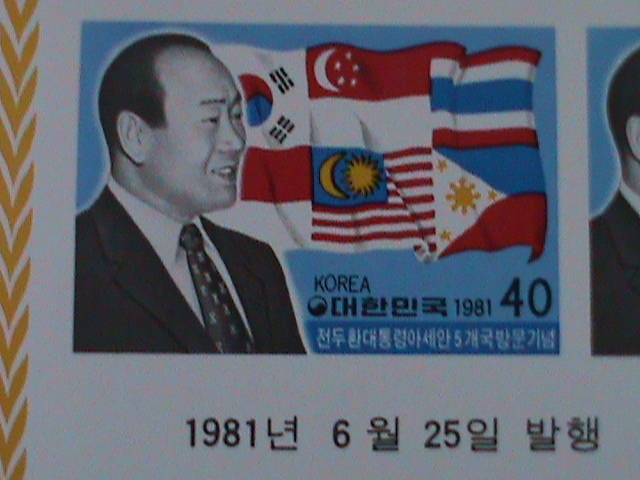 KOREA
대한민국 1981 40
전두환대통령아세안5개국방문기념
1981년 6월 25일 발행